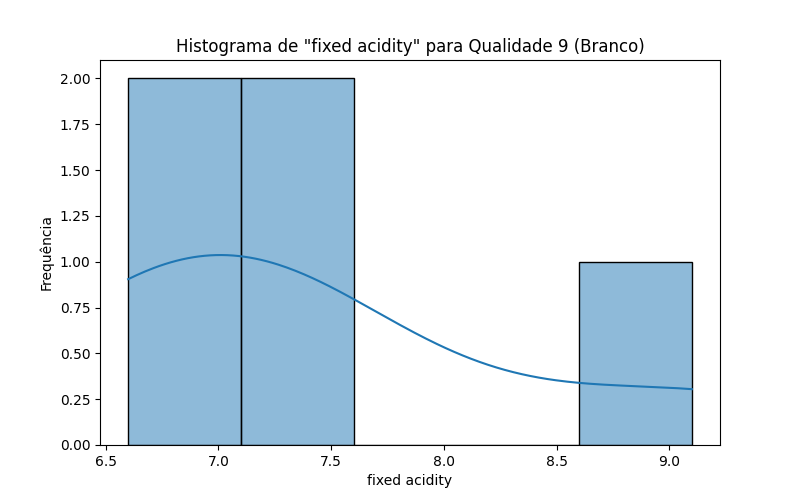 Histograma de "fixed acidity" para Qualidade 9 (Branco)
Frequência
2.00
1.75
1.50
1.25
1.00
0.75
0.50
0.25
0.00
6.5 7.0 7.5 8.0 8.5 9.0
fixed acidity